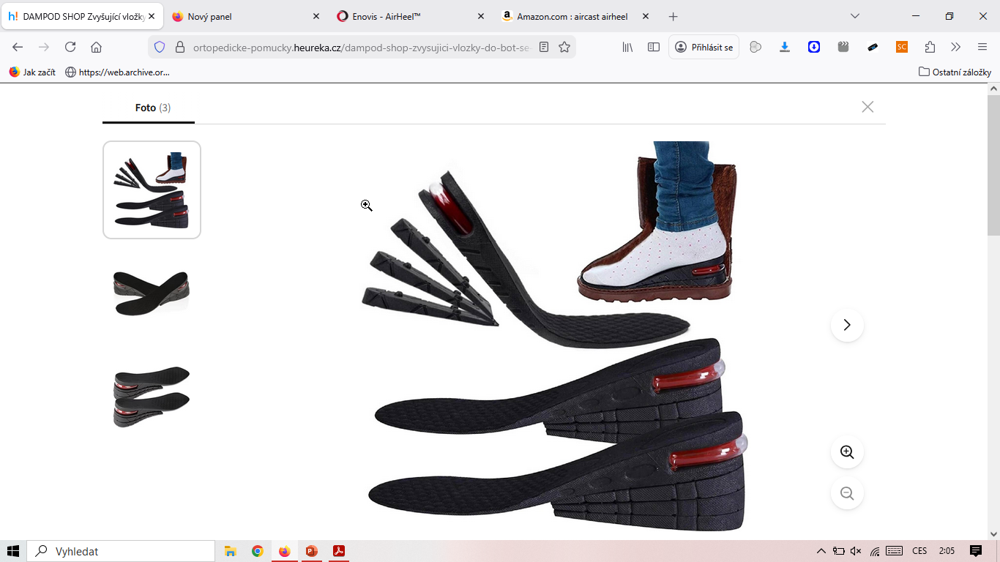 h! DAMPOD SHOP Zvyšující vložky
Nový panel
Enovis - AirHeel™
Amazon.com : aircast airheel
ortopedicke-pomucky.heureka.cz/dampod-shop-zvysujici-vlozky-do-bot-se
Přihlásit se
SC
Jak začít
https://web.archive.or...
Ostatní záložky
Foto (3)
Vyhledat
CES
2:05